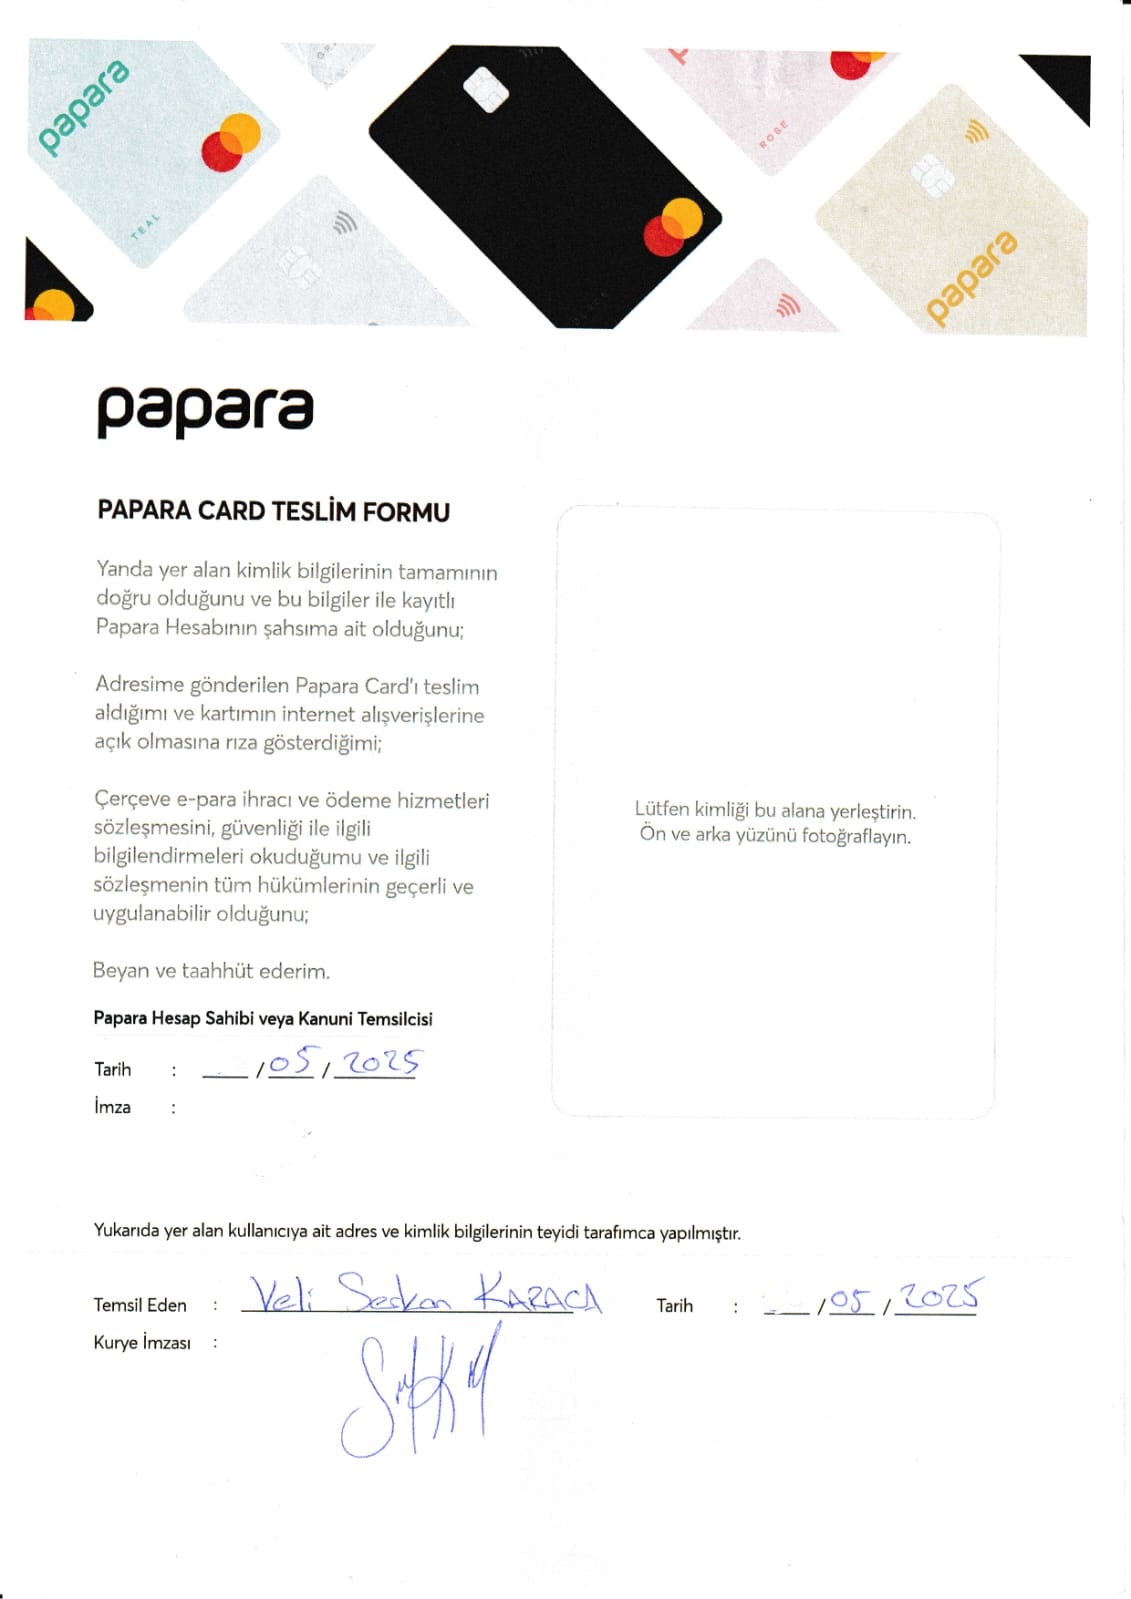 papara
TEAL
ROSE
papara
papara
PAPARA CARD TESLİM FORMU
Yanda yer alan kimlik bilgilerinin tamamının
doğru olduğunu ve bu bilgiler ile kayıtlı
Papara Hesabının şahsıma ait olduğunu;
Adresime gönderilen Papara Card'ı teslim
aldığımı ve kartımın internet alışverişlerine
açık olmasına rıza gösterdiğimi;
Çerçeve e-para ihracı ve ödeme hizmetleri
sözleşmesini, güvenliği ile ilgili
bilgilendirmeleri okuduğumu ve ilgili
sözleşmenin tüm hükümlerinin geçerli ve
uygulanabilir olduğunu;
Beyan ve taahhüt ederim.
Lütfen kimliği bu alana yerleştirin.
Ön ve arka yüzünü fotoğraflayın.
Papara Hesap Sahibi veya Kanuni Temsilcisi
Tarih : ___ /05 / 2025
İmza :
Yukarıda yer alan kullanıcıya ait adres ve kimlik bilgilerinin teyidi tarafımca yapılmıştır.
Temsil Eden : Veli Serkan KARACA Tarih : ___ /05 / 2025
Kurye İmzası :